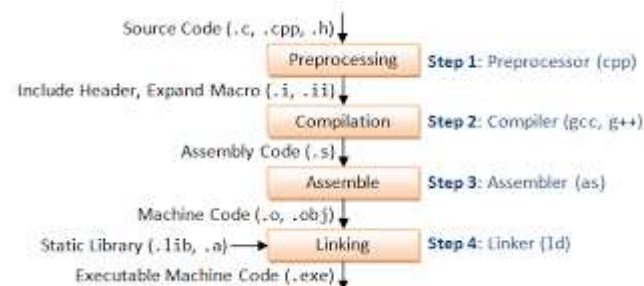 Source Code (.c, .cpp, .h)
Preprocessing
Step 1: Preprocessor (cpp)
Include Header, Expand Macro (.i, .ii)
Compilation
Step 2: Compiler (gcc, g++)
Assembly Code (.s)
Assemble
Step 3: Assembler (as)
Machine Code (.o, .obj)
Static Library (.lib, .a)
Linking
Step 4: Linker (ld)
Executable Machine Code (.exe)